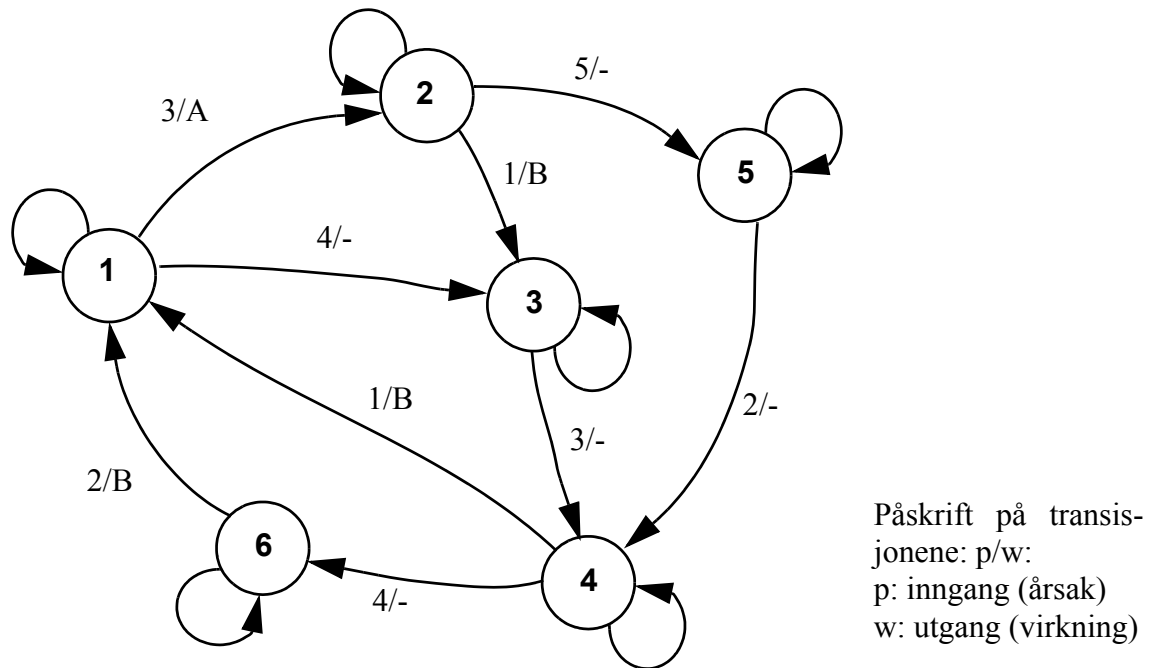 2
5/-
3/A
5
1/B
4/-
1
3
1/B
2/-
3/-
2/B
6
4
4/-
Påskrift på transis-
jonene: p/w:
p: inngang (årsak)
w: utgang (virkning)